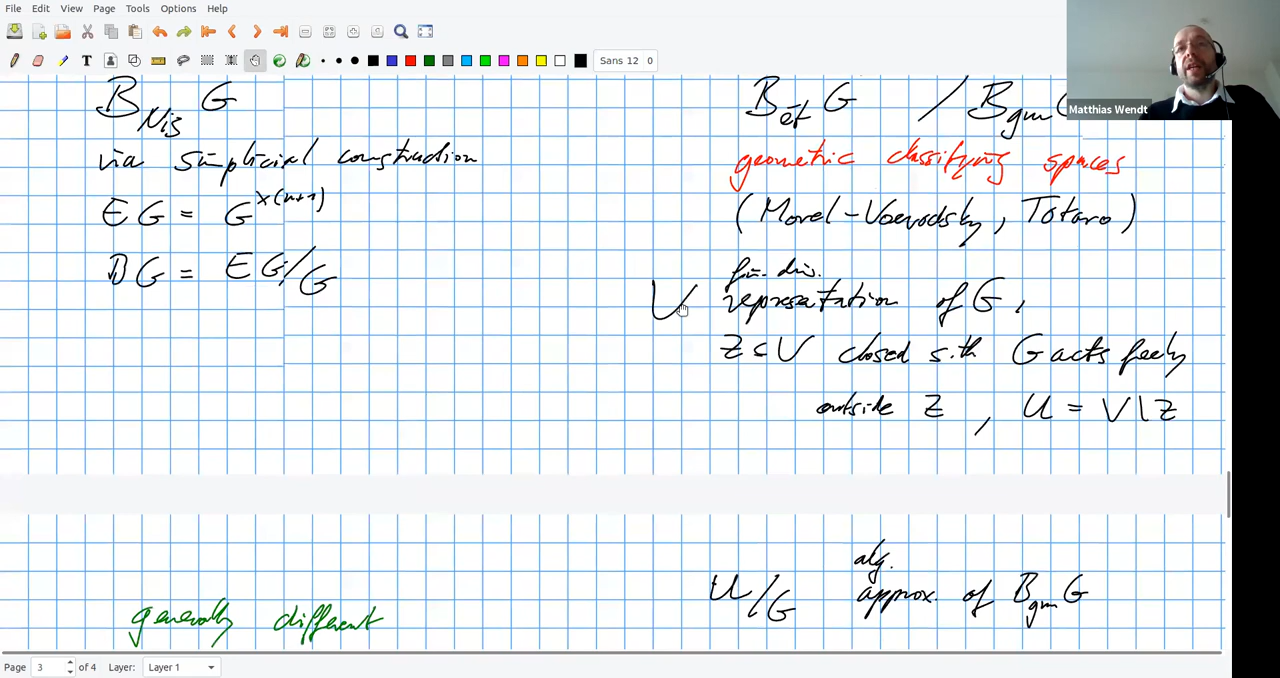 File Edit View Page Tools Options Help
Sans 12 0
Matthias Wendt
B_Nis G
via simplicial construction
EG = G^×(n+1)
BG = EG/G
B_ét G / B_gm G
geometric classifying spaces
(Morel-Voevodsky, Totaro)
fin. dim.
V representation of G,
Z ⊂ V closed s.th G acts freely
outside Z, U = V \ Z
generally different
alg.
U/G approx. of B_gm G
Page 3 of 4 Layer: Layer 1